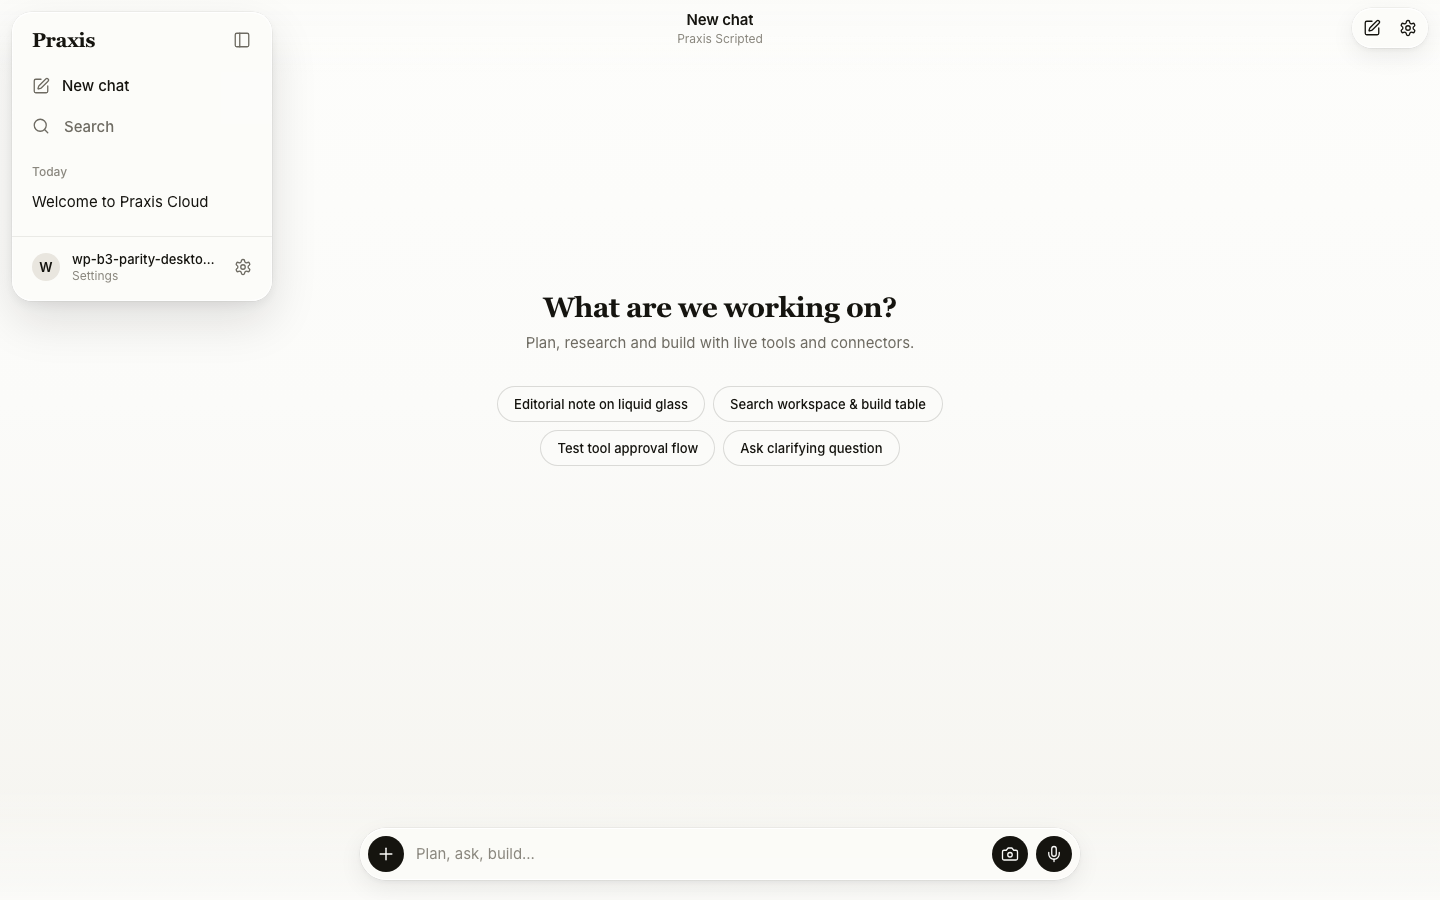 Praxis
New chat
Search
Today
Welcome to Praxis Cloud
W
wp-b3-parity-deskto...
Settings
New chat
Praxis Scripted
What are we working on?
Plan, research and build with live tools and connectors.
Editorial note on liquid glass
Search workspace & build table
Test tool approval flow
Ask clarifying question
Plan, ask, build...